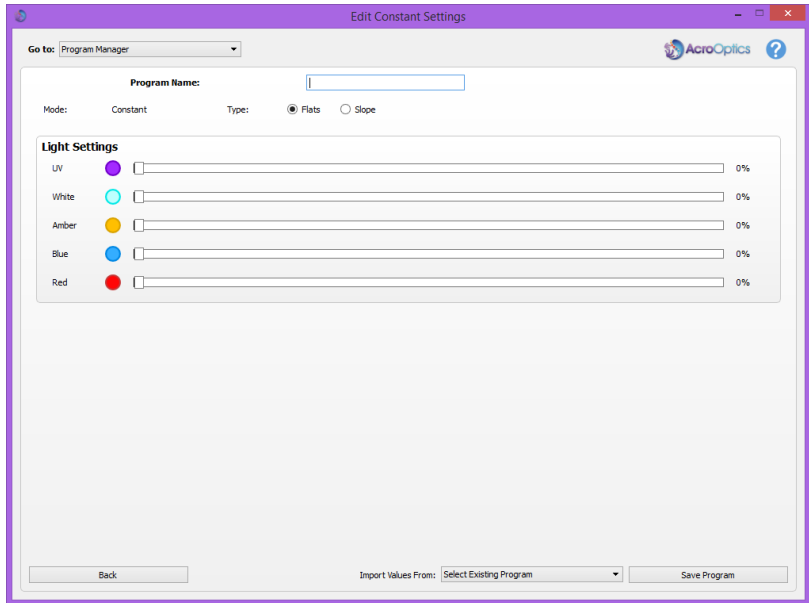 Edit Constant Settings
Go to: Program Manager
AcroOptics ?
Program Name:
Mode: Constant Type: Flats Slope
Light Settings
UV 0%
White 0%
Amber 0%
Blue 0%
Red 0%
Back Import Values From: Select Existing Program Save Program